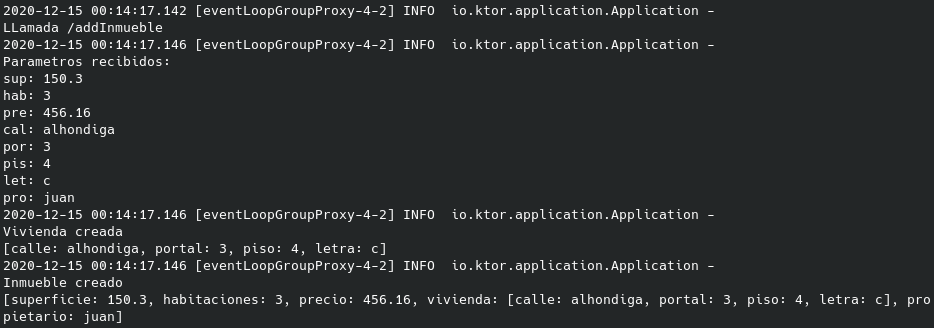 2020-12-15 00:14:17.142 [eventLoopGroupProxy-4-2] INFO  io.ktor.application.Application -
LLamada /addInmueble
2020-12-15 00:14:17.146 [eventLoopGroupProxy-4-2] INFO  io.ktor.application.Application -
Parametros recibidos:
sup: 150.3
hab: 3
pre: 456.16
cal: alhondiga
por: 3
pis: 4
let: c
pro: juan
2020-12-15 00:14:17.146 [eventLoopGroupProxy-4-2] INFO  io.ktor.application.Application -
Vivienda creada
[calle: alhondiga, portal: 3, piso: 4, letra: c]
2020-12-15 00:14:17.146 [eventLoopGroupProxy-4-2] INFO  io.ktor.application.Application -
Inmueble creado
[superficie: 150.3, habitaciones: 3, precio: 456.16, vivienda: [calle: alhondiga, portal: 3, piso: 4, letra: c], pro
pietario: juan]